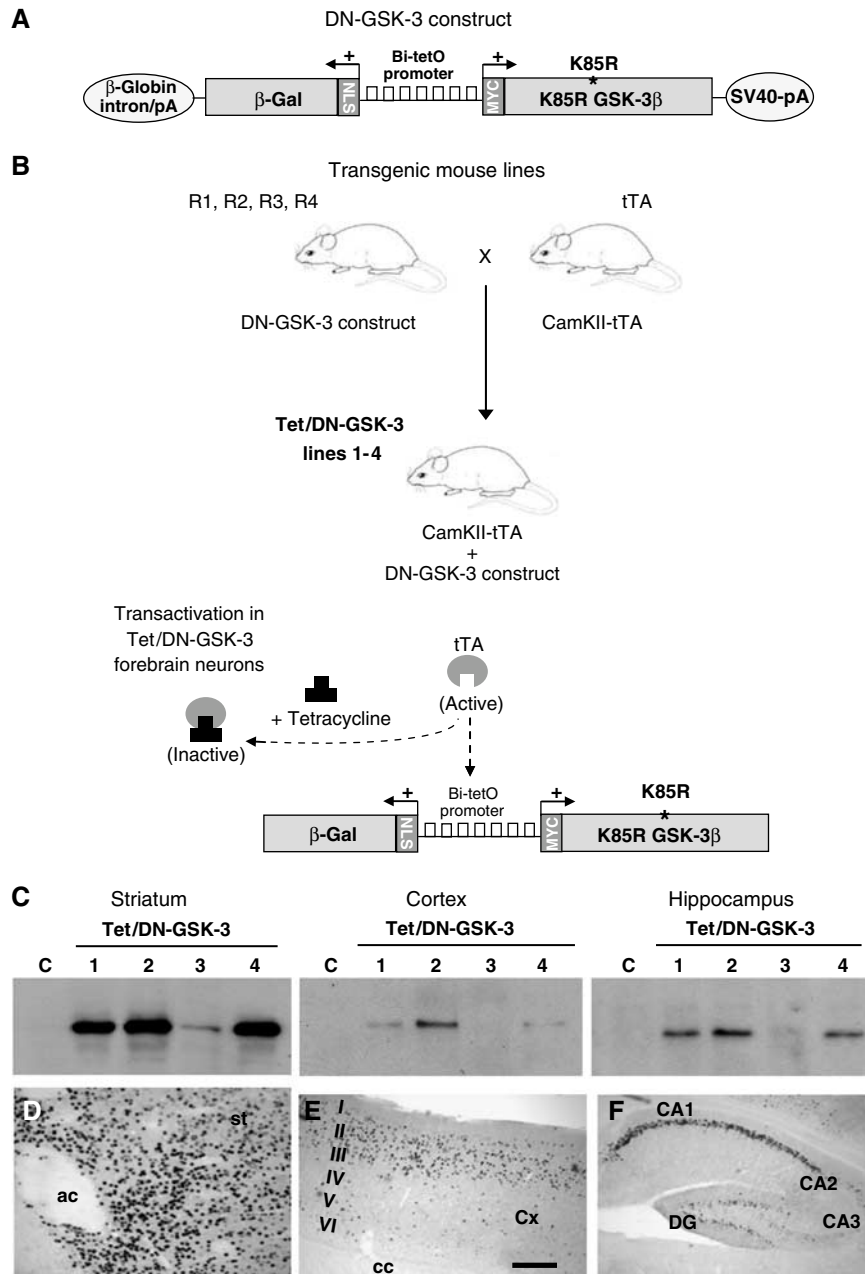 A
DN-GSK-3 construct
β-Globin
intron/pA
β-Gal
NLS
+
Bi-tetO
promoter
+
MYC
K85R
*
K85R GSK-3β
SV40-pA
B
Transgenic mouse lines
R1, R2, R3, R4
tTA
X
DN-GSK-3 construct
CamKII-tTA
Tet/DN-GSK-3
lines 1-4
CamKII-tTA
+
DN-GSK-3 construct
Transactivation in
Tet/DN-GSK-3
forebrain neurons
tTA
(Active)
+ Tetracycline
(Inactive)
β-Gal
NLS
+
Bi-tetO
promoter
+
MYC
K85R
*
K85R GSK-3β
C
Striatum
Tet/DN-GSK-3
C 1 2 3 4
Cortex
Tet/DN-GSK-3
C 1 2 3 4
Hippocampus
Tet/DN-GSK-3
C 1 2 3 4
D
st
ac
E
I
II
III
IV
V
VI
Cx
cc
F
CA1
CA2
CA3
DG